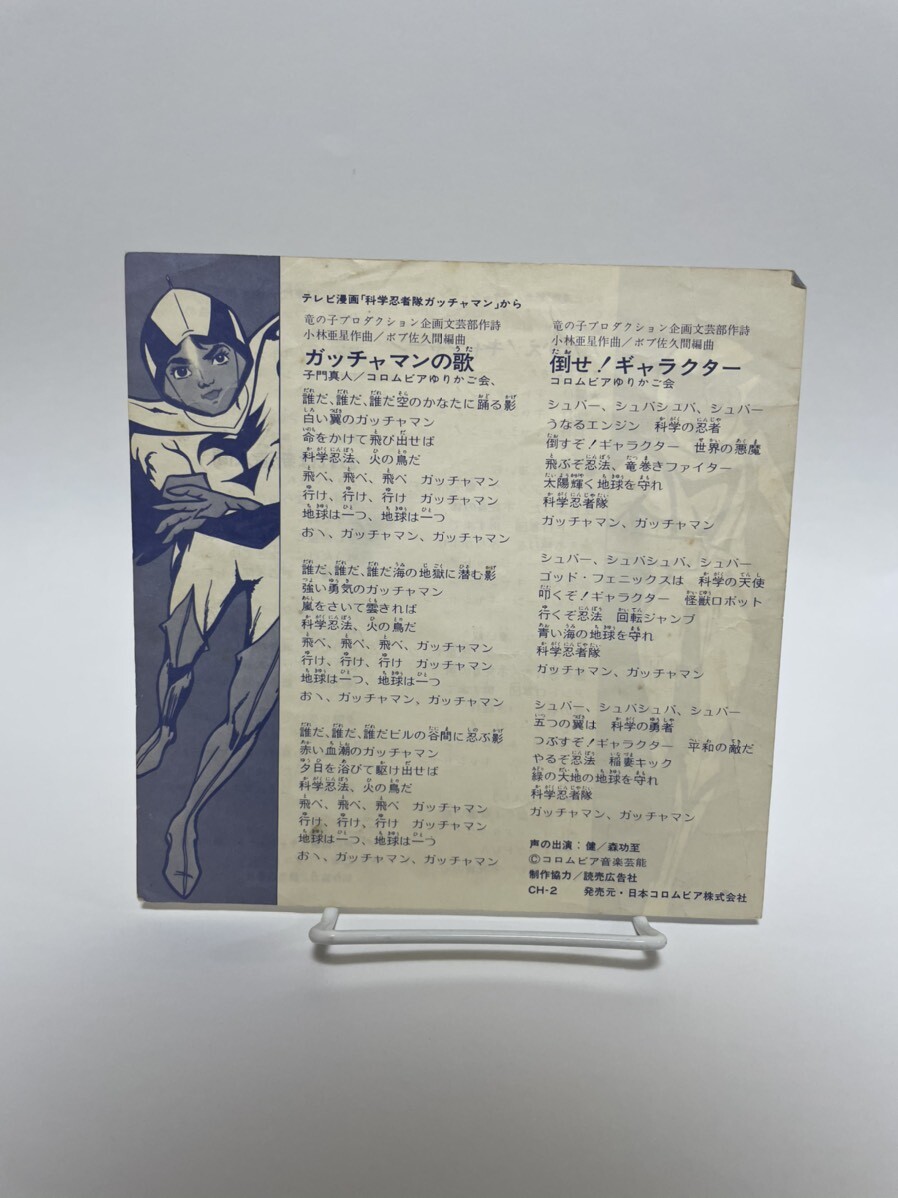 テレビ漫画「科学忍者隊ガッチャマン」から
竜の子プロダクション企画文芸部作詩
小林亜星作曲／ボブ佐久間編曲
ガッチャマンの歌
子門真人／コロムビアゆりかご会、
誰だ、誰だ、誰だ空のかなたに踊る影
白い翼のガッチャマン
命をかけて飛び出せば
科学忍法、火の鳥だ
飛べ、飛べ、飛べ ガッチャマン
行け、行け、行け ガッチャマン
地球は一つ、地球は一つ
おヽ、ガッチャマン、ガッチャマン
誰だ、誰だ、誰だ海の地獄に潜む影
強い勇気のガッチャマン
嵐をさいて雲きれば
科学忍法、火の鳥だ
飛べ、飛べ、飛べ、ガッチャマン
行け、行け、行け ガッチャマン
地球は一つ、地球は一つ
おヽ、ガッチャマン、ガッチャマン
誰だ、誰だ、誰だビルの谷間に忍ぶ影
赤い血潮のガッチャマン
夕日を浴びて駆け出せば
科学忍法、火の鳥だ
飛べ、飛べ、飛べ ガッチャマン
行け、行け、行け ガッチャマン
地球は一つ、地球は一つ
おヽ、ガッチャマン、ガッチャマン
竜の子プロダクション企画文芸部作詩
小林亜星作曲／ボブ佐久間編曲
倒せ！ギャラクター
コロムビアゆりかご会
シュバー、シュバシュバ、シュバー
うなるエンジン 科学の忍者
倒すぞ！ギャラクター 世界の悪魔
飛ぶぞ忍法、竜巻きファイター
太陽輝く地球を守れ
科学忍者隊
ガッチャマン、ガッチャマン
シュバー、シュバシュバ、シュバー
ゴッド・フェニックスは 科学の天使
叩くぞ！ギャラクター 怪獣ロボット
行くぞ忍法 回転ジャンプ
青い海の地球を守れ
科学忍者隊
ガッチャマン、ガッチャマン
シュバー、シュバシュバ、シュバー
五つの翼は 科学の勇者
つぶすぞ！ギャラクター 平和の敵だ
やるぞ忍法 稲妻キック
緑の大地の地球を守れ
科学忍者隊
ガッチャマン、ガッチャマン
声の出演：健／森功至
Ⓒコロムビア音楽芸能
制作協力／読売広告社
CH-2 発売元・日本コロムビア株式会社